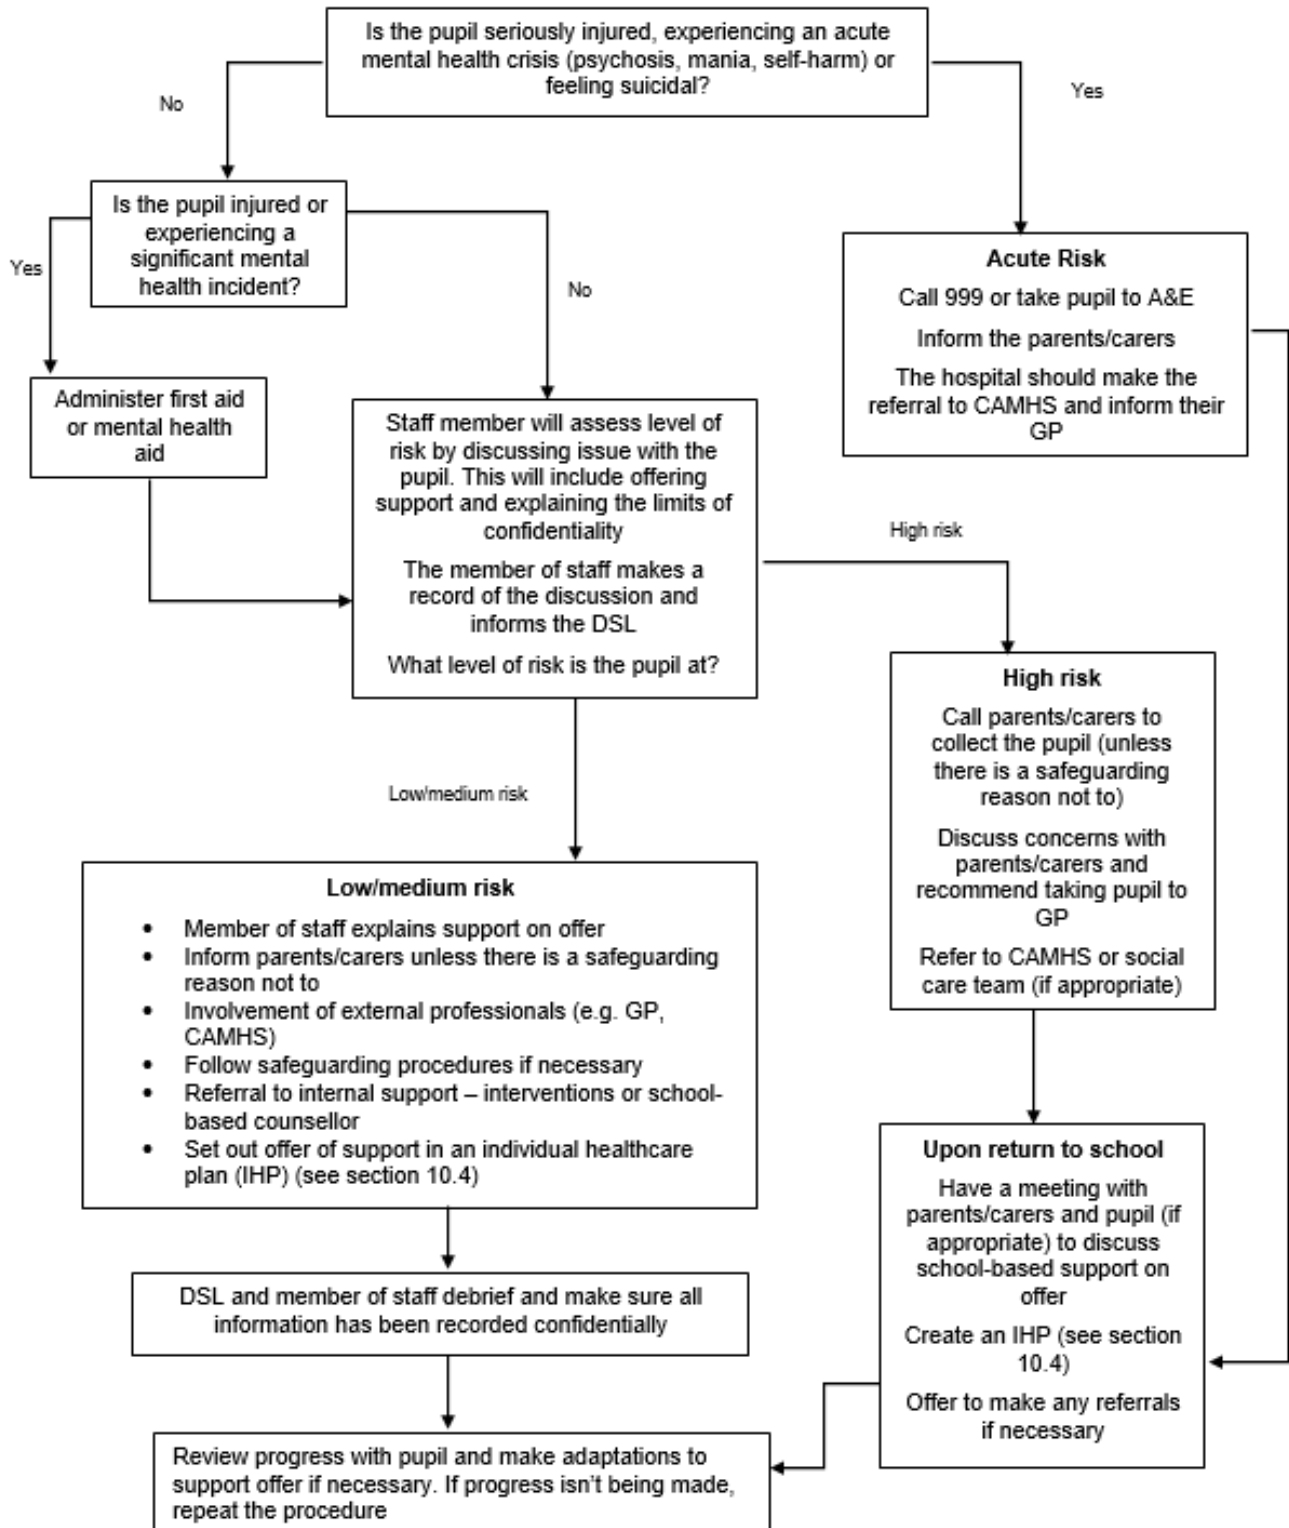 Is the pupil seriously injured, experiencing an acute
mental health crisis (psychosis, mania, self-harm) or
feeling suicidal?
No
Yes
Is the pupil injured or
experiencing a
significant mental
health incident?
Yes
No
Acute Risk
Call 999 or take pupil to A&E
Inform the parents/carers
The hospital should make the
referral to CAMHS and inform their
GP
Administer first aid
or mental health
aid
Staff member will assess level of
risk by discussing issue with the
pupil. This will include offering
support and explaining the limits of
confidentiality
The member of staff makes a
record of the discussion and
informs the DSL
What level of risk is the pupil at?
High risk
Low/medium risk
High risk
Call parents/carers to
collect the pupil (unless
there is a safeguarding
reason not to)
Discuss concerns with
parents/carers and
recommend taking pupil to
GP
Refer to CAMHS or social
care team (if appropriate)
Low/medium risk
• Member of staff explains support on offer
• Inform parents/carers unless there is a safeguarding
reason not to
• Involvement of external professionals (e.g. GP,
CAMHS)
• Follow safeguarding procedures if necessary
• Referral to internal support – interventions or school-
based counsellor
• Set out offer of support in an individual healthcare
plan (IHP) (see section 10.4)
Upon return to school
Have a meeting with
parents/carers and pupil (if
appropriate) to discuss
school-based support on
offer
Create an IHP (see section
10.4)
Offer to make any referrals
if necessary
DSL and member of staff debrief and make sure all
information has been recorded confidentially
Review progress with pupil and make adaptations to
support offer if necessary. If progress isn't being made,
repeat the procedure